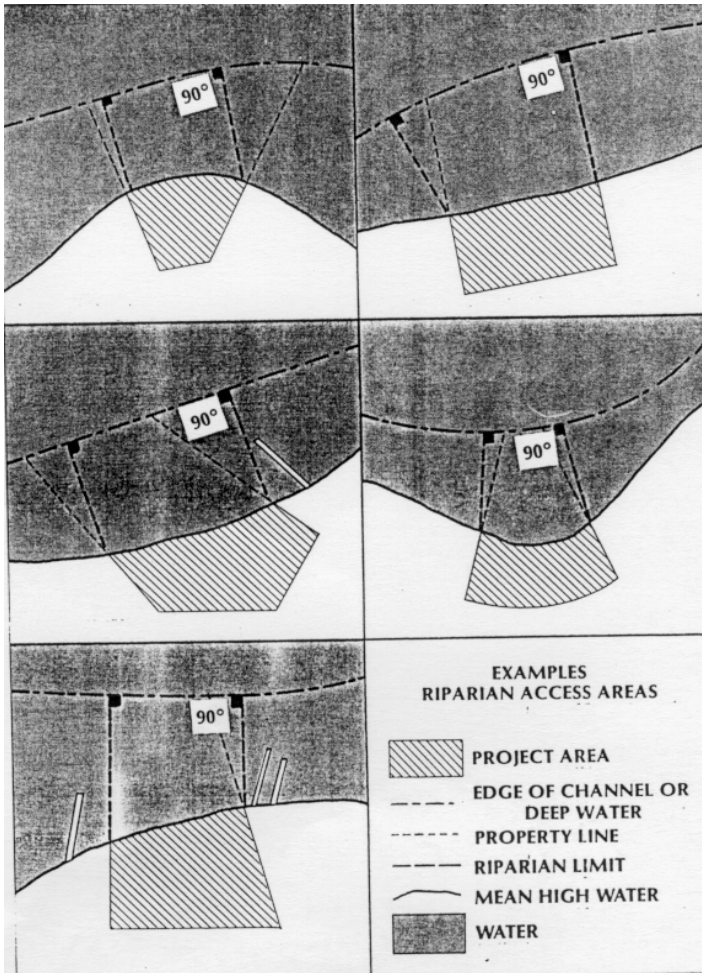 90°
90°
90°
90°
90°
EXAMPLES
RIPARIAN ACCESS AREAS
PROJECT AREA
EDGE OF CHANNEL OR
DEEP WATER
PROPERTY LINE
RIPARIAN LIMIT
MEAN HIGH WATER
WATER